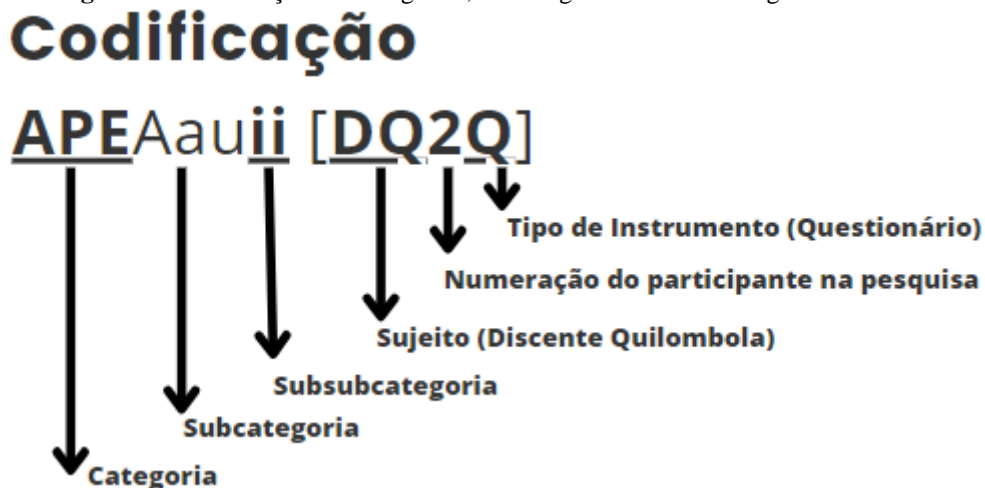 Codificação
APEAauii [DQ2Q]
Tipo de Instrumento (Questionário)
Numeração do participante na pesquisa
Sujeito (Discente Quilombola)
Subsubcategoria
Subcategoria
Categoria